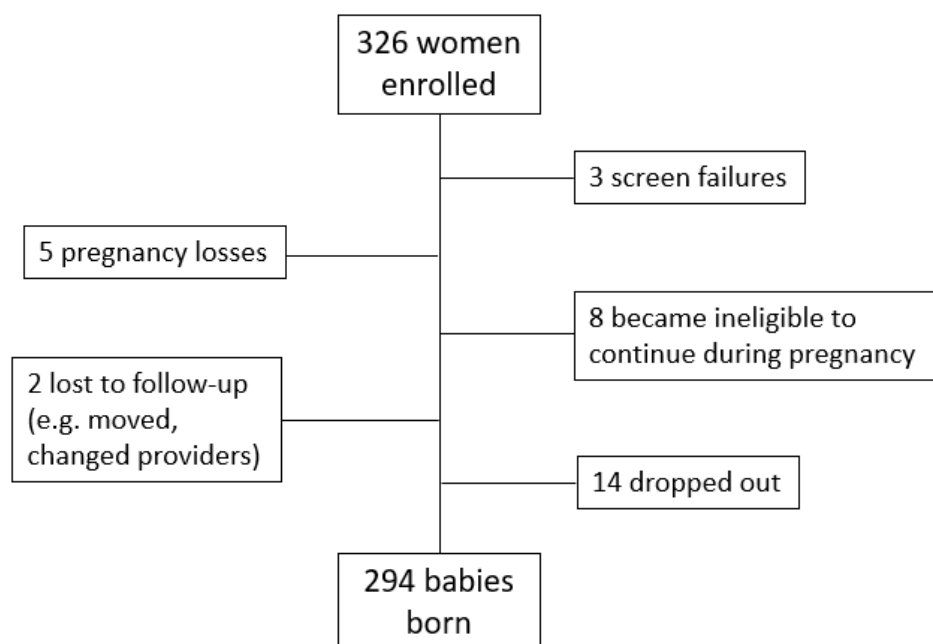 326 women
enrolled
3 screen failures
5 pregnancy losses
8 became ineligible to
continue during pregnancy
2 lost to follow-up
(e.g. moved,
changed providers)
14 dropped out
294 babies
born